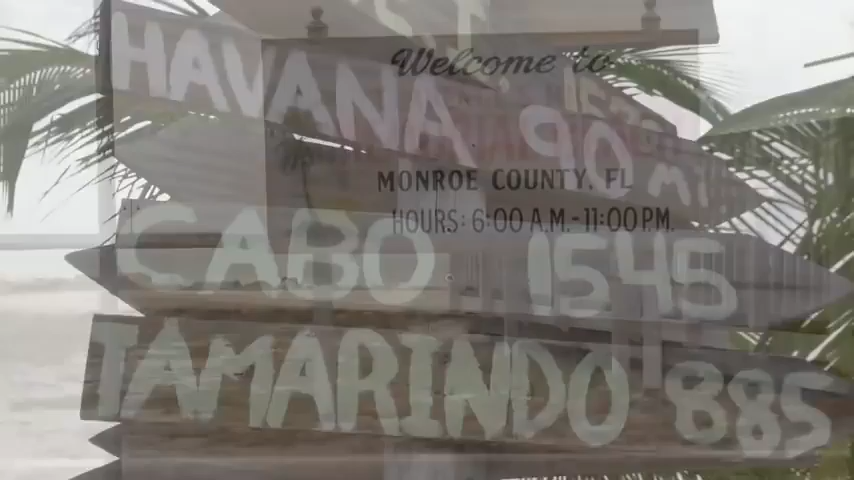 Welcome to
HAVANA 90 mi
MONROE COUNTY, FL
HOURS: 6:00 A.M.-11:00 P.M.
CABO 1545
TAMARINDO 885